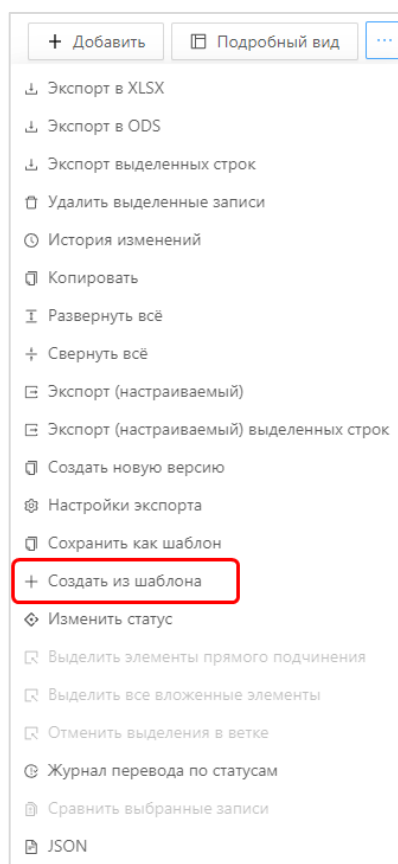 Добавить Подробный вид ...
Экспорт в XLSX
Экспорт в ODS
Экспорт выделенных строк
Удалить выделенные записи
История изменений
Копировать
Развернуть всё
Свернуть всё
Экспорт (настраиваемый)
Экспорт (настраиваемый) выделенных строк
Создать новую версию
Настройки экспорта
Сохранить как шаблон
Создать из шаблона
Изменить статус
Выделить элементы прямого подчинения
Выделить все вложенные элементы
Отменить выделения в ветке
Журнал перевода по статусам
Сравнить выбранные записи
JSON